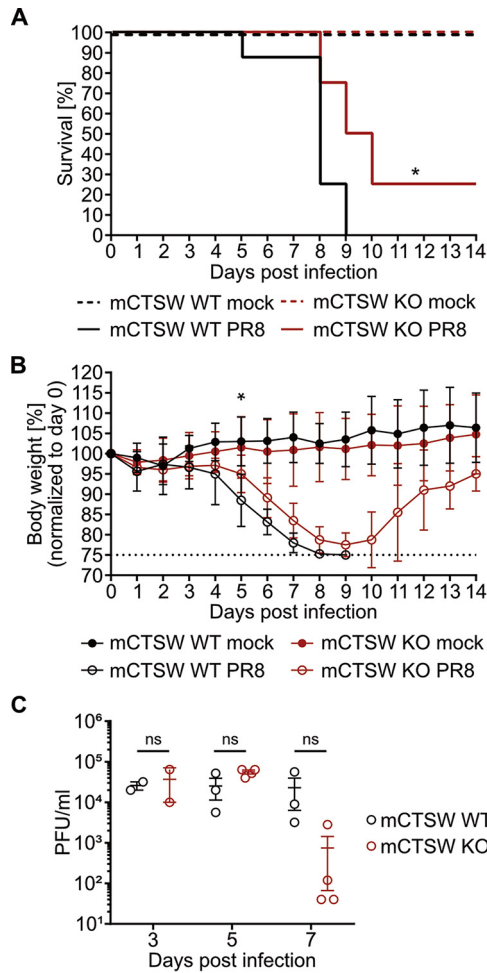 A
100
90
80
70
60
50
40
30
20
10
0
Survival [%]
*
0 1 2 3 4 5 6 7 8 9 10 11 12 13 14
Days post infection
mCTSW WT mock mCTSW KO mock
mCTSW WT PR8 mCTSW KO PR8
B
120
115
110
105
100
95
90
85
80
75
70
Body weight [%]
(normalized to day 0)
*
0 1 2 3 4 5 6 7 8 9 10 11 12 13 14
Days post infection
mCTSW WT mock mCTSW KO mock
mCTSW WT PR8 mCTSW KO PR8
C
10⁶
10⁵
10⁴
10³
10²
10¹
PFU/ml
ns ns ns
mCTSW WT
mCTSW KO
3 5 7
Days post infection